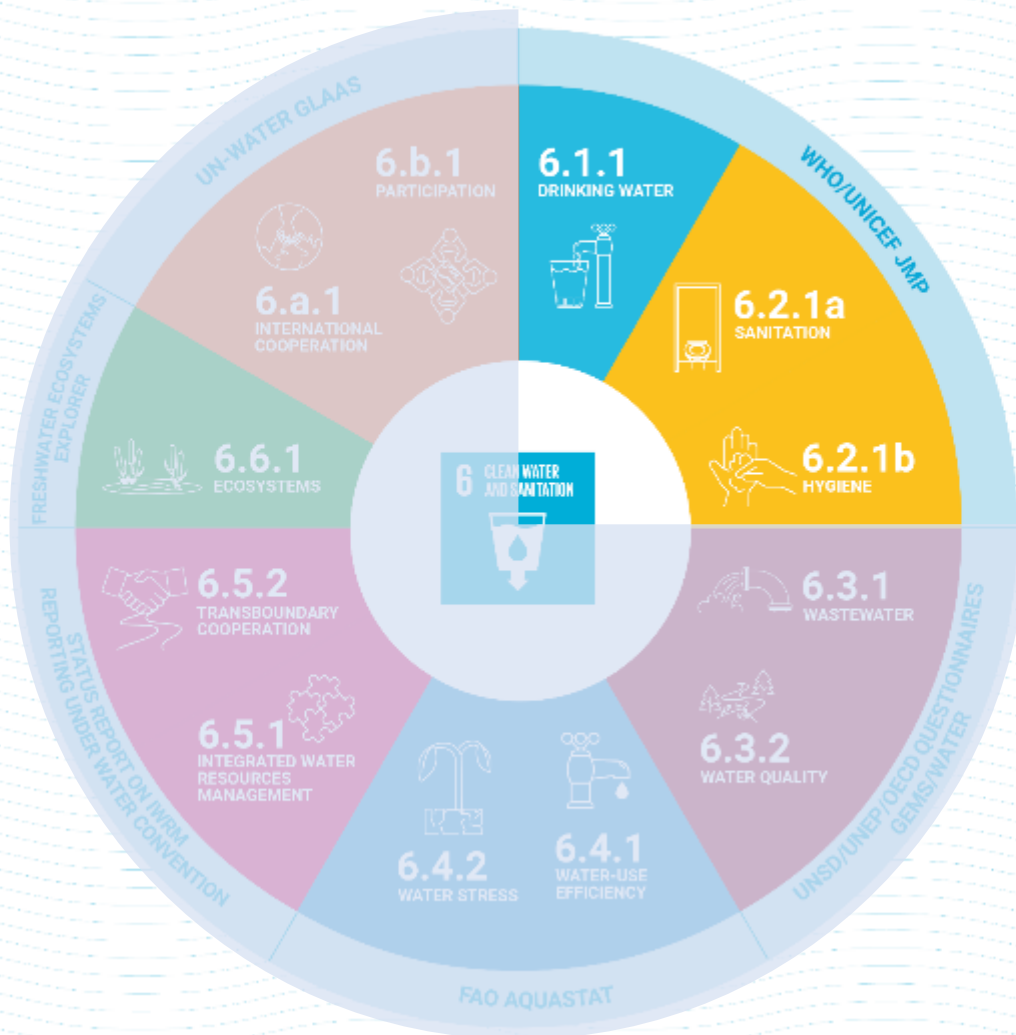 UN-WATER GLAAS
WHO/UNICEF JMP
6.b.1
PARTICIPATION
6.1.1
DRINKING WATER
6.a.1
INTERNATIONAL
COOPERATION
6.2.1a
SANITATION
FRESHWATER ECOSYSTEMS
EXPLORER
6.6.1
ECOSYSTEMS
6 CLEAN WATER
AND SANITATION
6.2.1b
HYGIENE
6.5.2
TRANSBOUNDARY
COOPERATION
6.3.1
WASTEWATER
STATUS REPORT ON IWRM
REPORTING UNDER WATER CONVENTION
6.5.1
INTEGRATED WATER
RESOURCES
MANAGEMENT
6.3.2
WATER QUALITY
UNSD/UNEP/OECD QUESTIONNAIRES
GEMS/WATER
6.4.2
WATER STRESS
6.4.1
WATER-USE
EFFICIENCY
FAO AQUASTAT